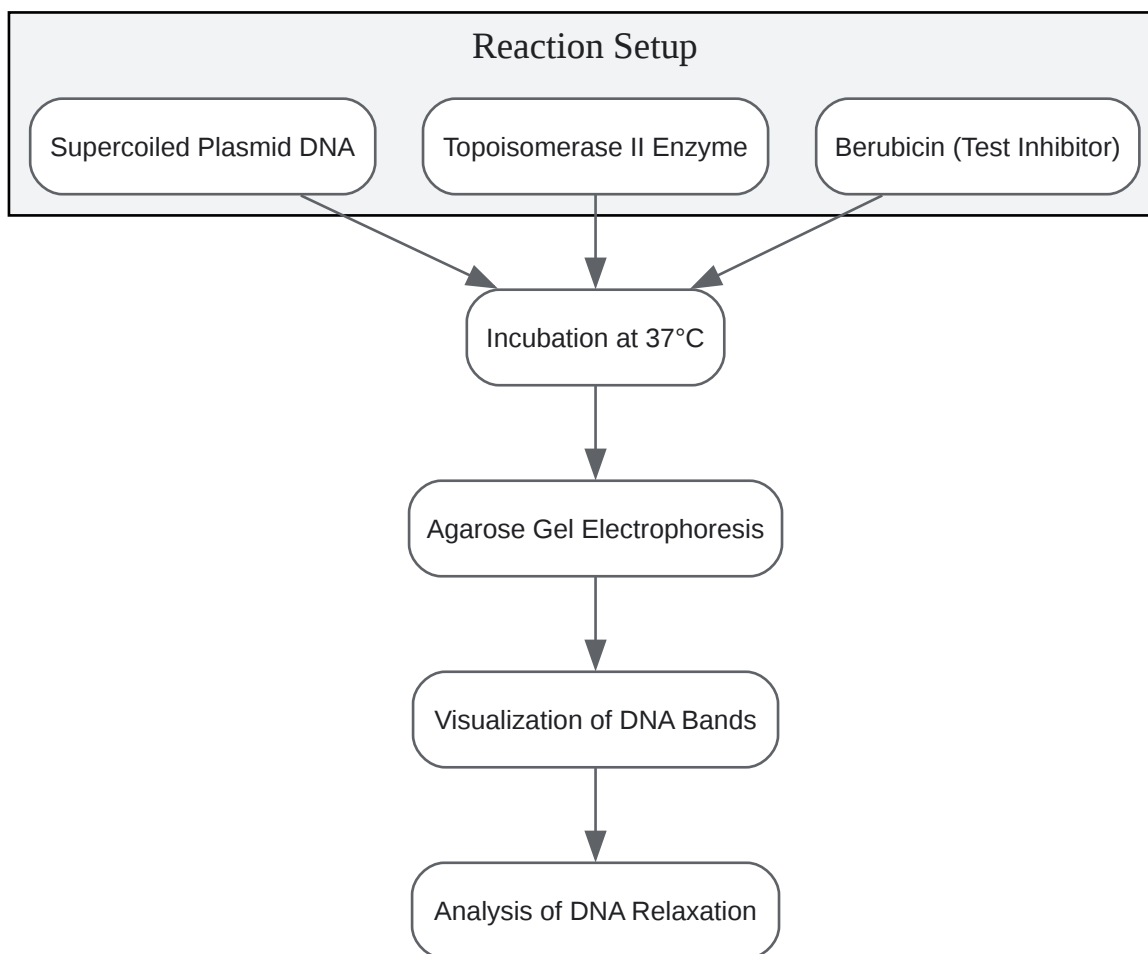 Reaction Setup
Supercoiled Plasmid DNA
Topoisomerase II Enzyme
Berubicin (Test Inhibitor)
Incubation at 37°C
Agarose Gel Electrophoresis
Visualization of DNA Bands
Analysis of DNA Relaxation